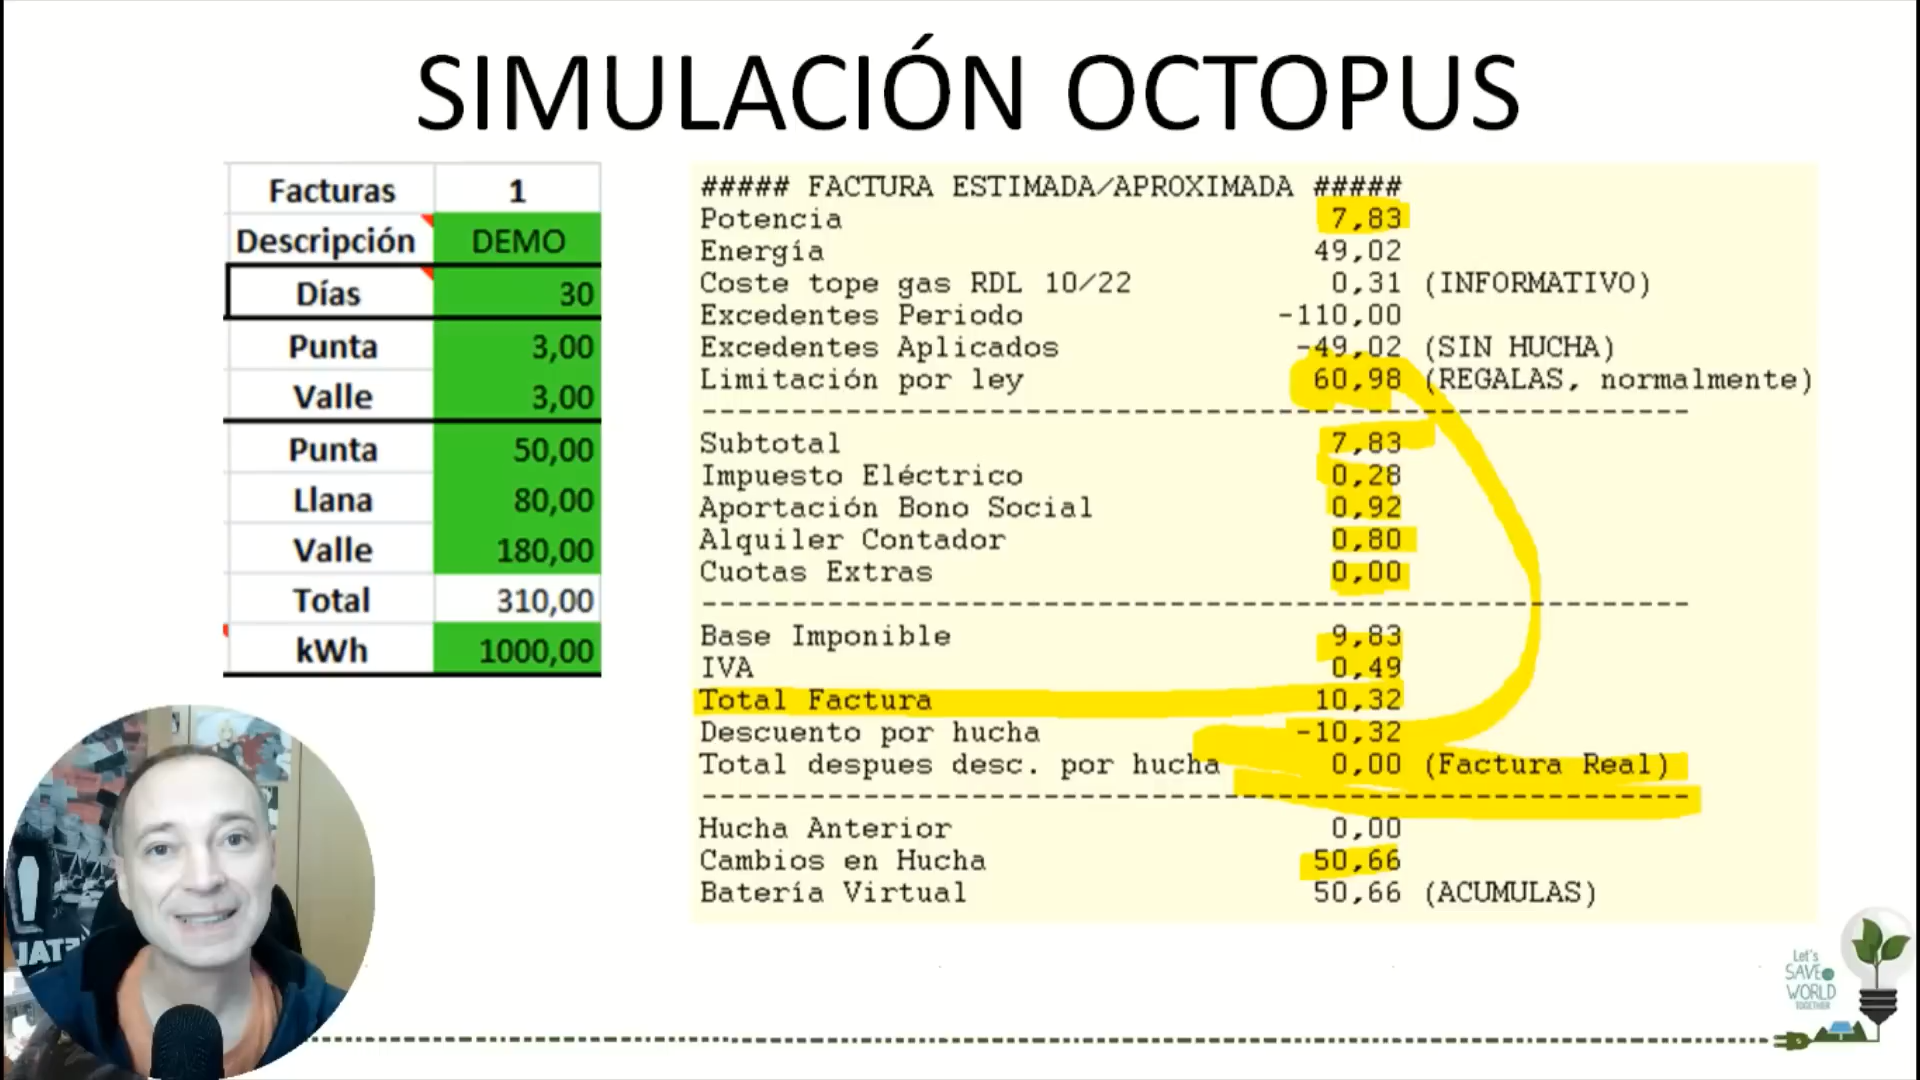 SIMULACIÓN OCTOPUS
Facturas 1
Descripción DEMO
Días 30
Punta 3,00
Valle 3,00
Punta 50,00
Llana 80,00
Valle 180,00
Total 310,00
kWh 1000,00
##### FACTURA ESTIMADA/APROXIMADA #####
Potencia 7,83
Energía 49,02
Coste tope gas RDL 10/22 0,31 (INFORMATIVO)
Excedentes Periodo -110,00
Excedentes Aplicados -49,02 (SIN HUCHA)
Limitación por ley 60,98 (REGALAS, normalmente)
Subtotal 7,83
Impuesto Eléctrico 0,28
Aportación Bono Social 0,92
Alquiler Contador 0,80
Cuotas Extras 0,00
Base Imponible 9,83
IVA 0,49
Total Factura 10,32
Descuento por hucha -10,32
Total despues desc. por hucha 0,00 (Factura Real)
Hucha Anterior 0,00
Cambios en Hucha 50,66
Batería Virtual 50,66 (ACUMULAS)
Let's
SAVE
WORLD
TOGETHER